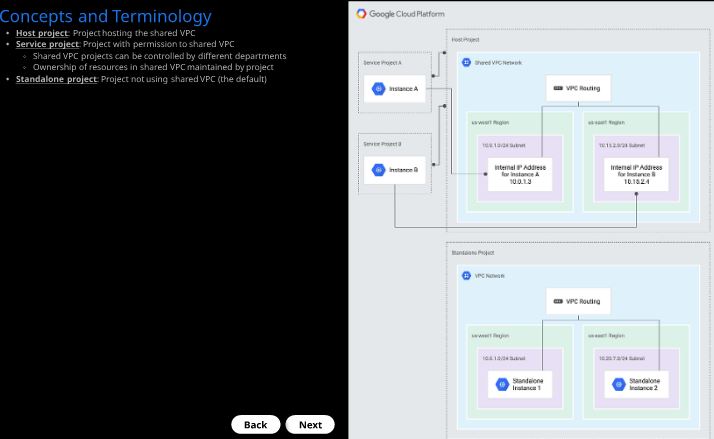 Concepts and Terminology
• Host project: Project hosting the shared VPC
• Service project: Project with permission to shared VPC
◦ Shared VPC projects can be controlled by different departments
◦ Ownership of resources in shared VPC maintained by project
• Standalone project: Project not using shared VPC (the default)
Back Next
Google Cloud Platform
Host Project
Service Project A
Instance A
Service Project B
Instance B
Shared VPC Network
VPC Routing
us-west1 Region
10.0.1.0/24 Subnet
Internal IP Address
for Instance A
10.0.1.3
us-east1 Region
10.15.2.0/24 Subnet
Internal IP Address
for Instance B
10.15.2.4
Standalone Project
VPC Network
VPC Routing
us-west1 Region
10.5.1.0/24 Subnet
Standalone
Instance 1
us-east1 Region
10.20.7.0/24 Subnet
Standalone
Instance 2